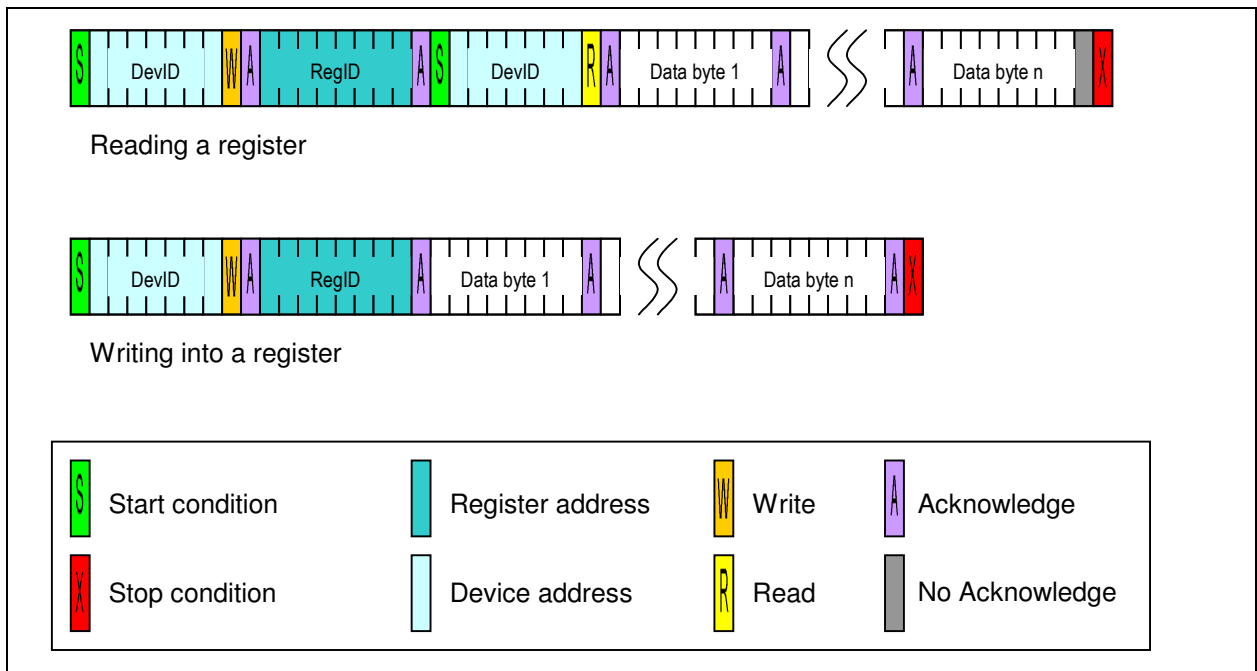 S DevID W A RegID A S DevID R A Data byte 1 A A Data byte n X
Reading a register
S DevID W A RegID A Data byte 1 A A Data byte n A X
Writing into a register
S Start condition Register address W Write A Acknowledge
X Stop condition Device address R Read No Acknowledge